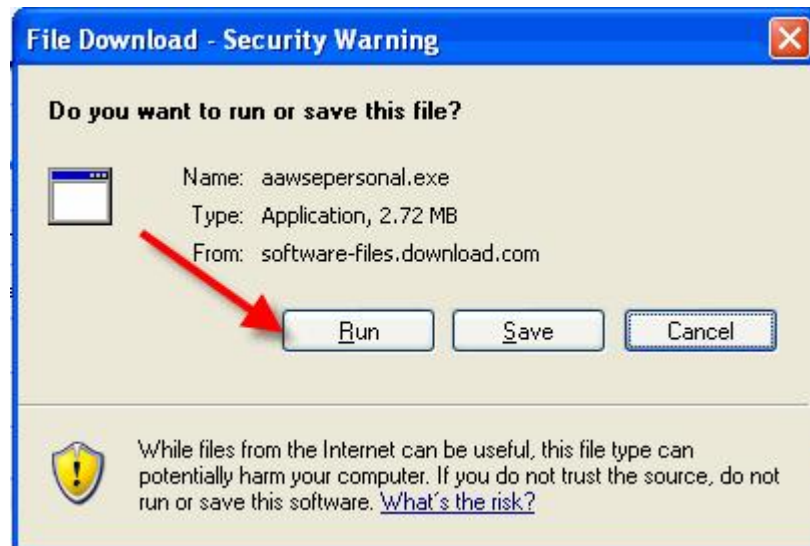 File Download - Security Warning
Do you want to run or save this file?
Name: aawsepersonal.exe
Type: Application, 2.72 MB
From: software-files.download.com
Run Save Cancel
While files from the Internet can be useful, this file type can
potentially harm your computer. If you do not trust the source, do not
run or save this software. What's the risk?